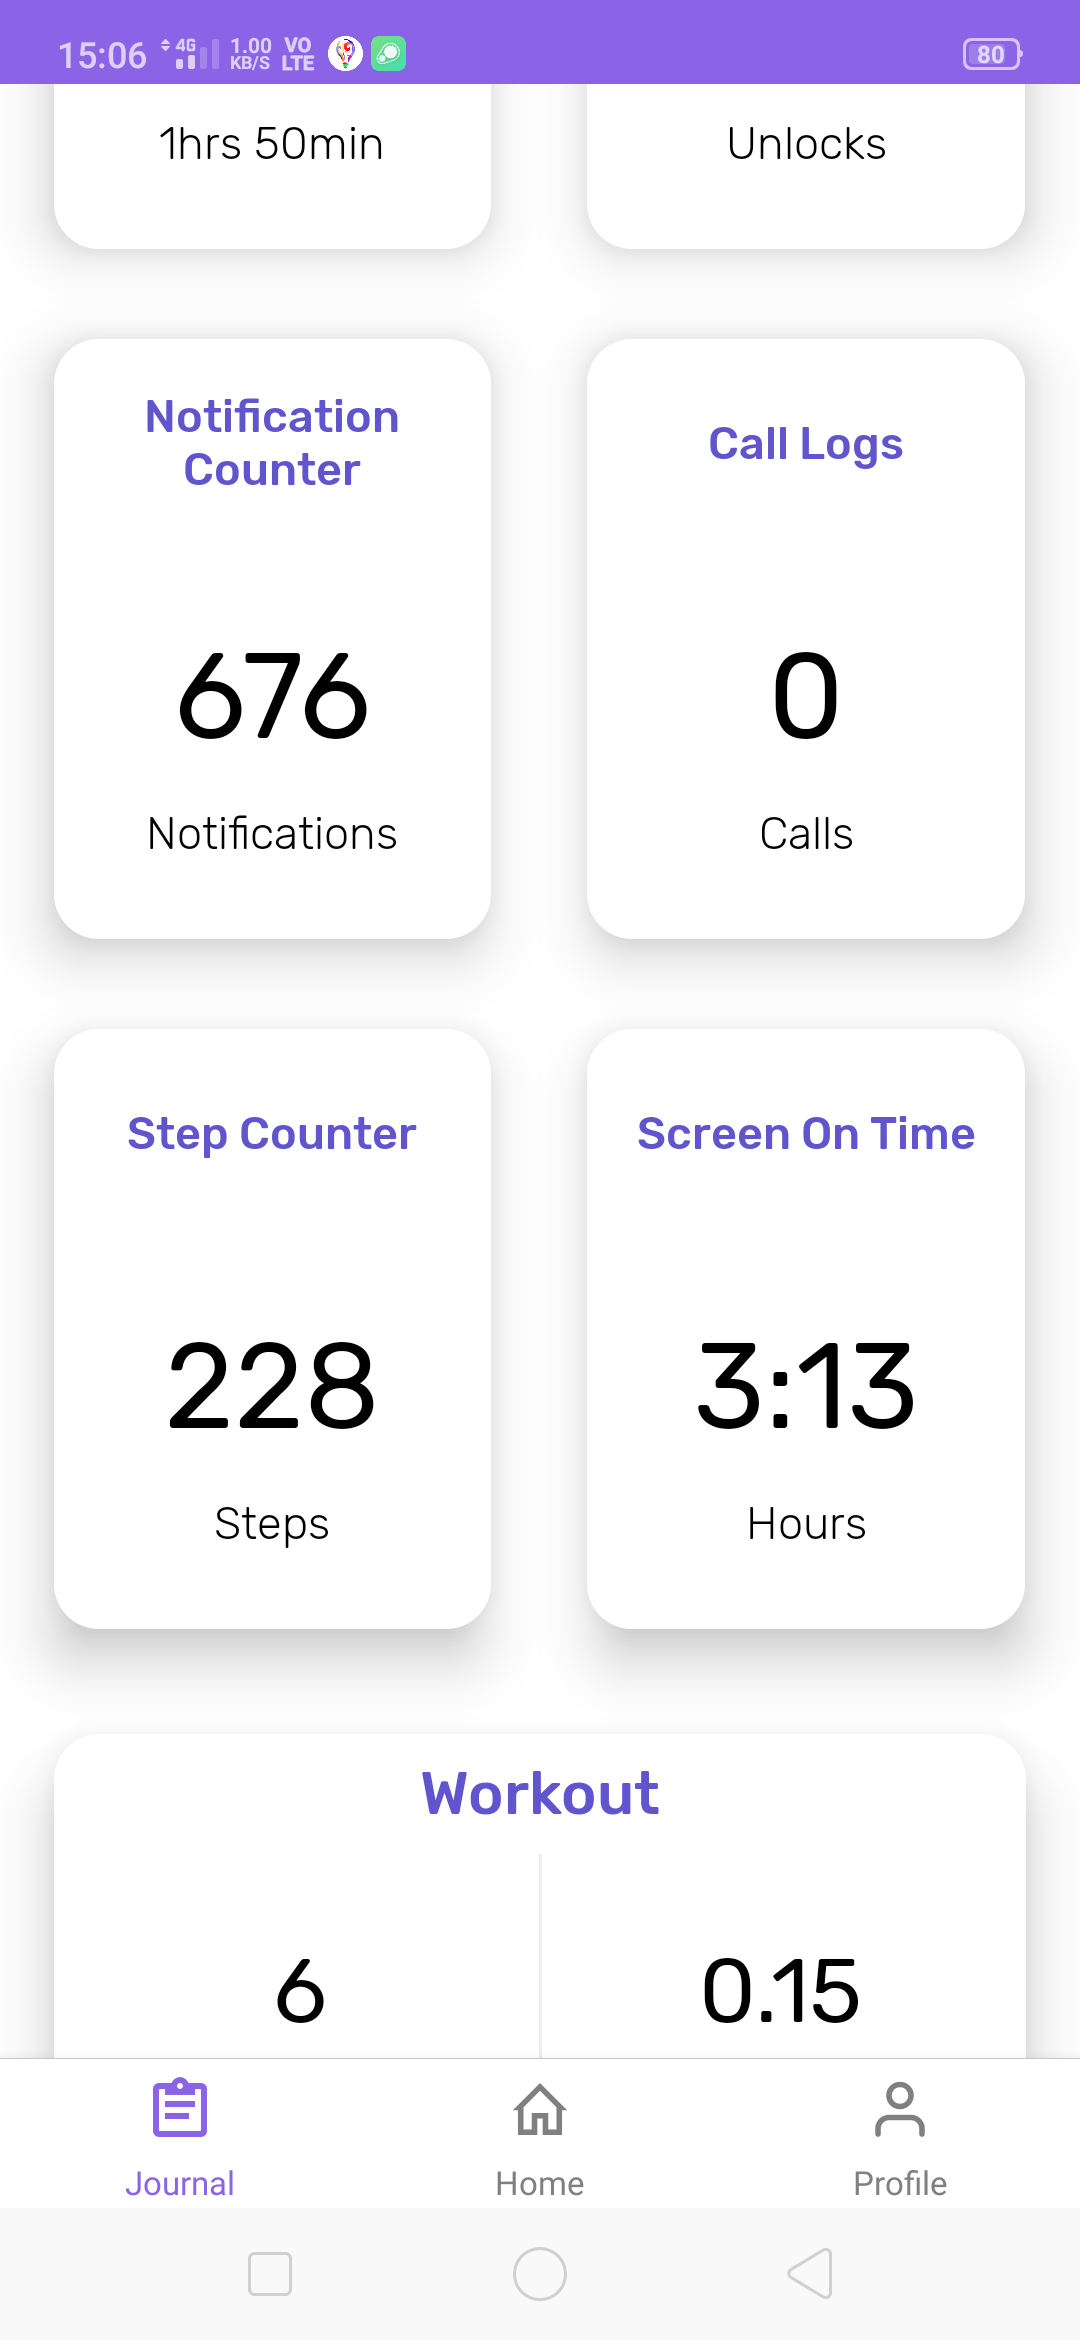 15:06 4G 1.00 KB/S VO LTE 80
1hrs 50min
Unlocks
Notification
Counter
676
Notifications
Call Logs
0
Calls
Step Counter
228
Steps
Screen On Time
3:13
Hours
Workout
6
0.15
Journal
Home
Profile